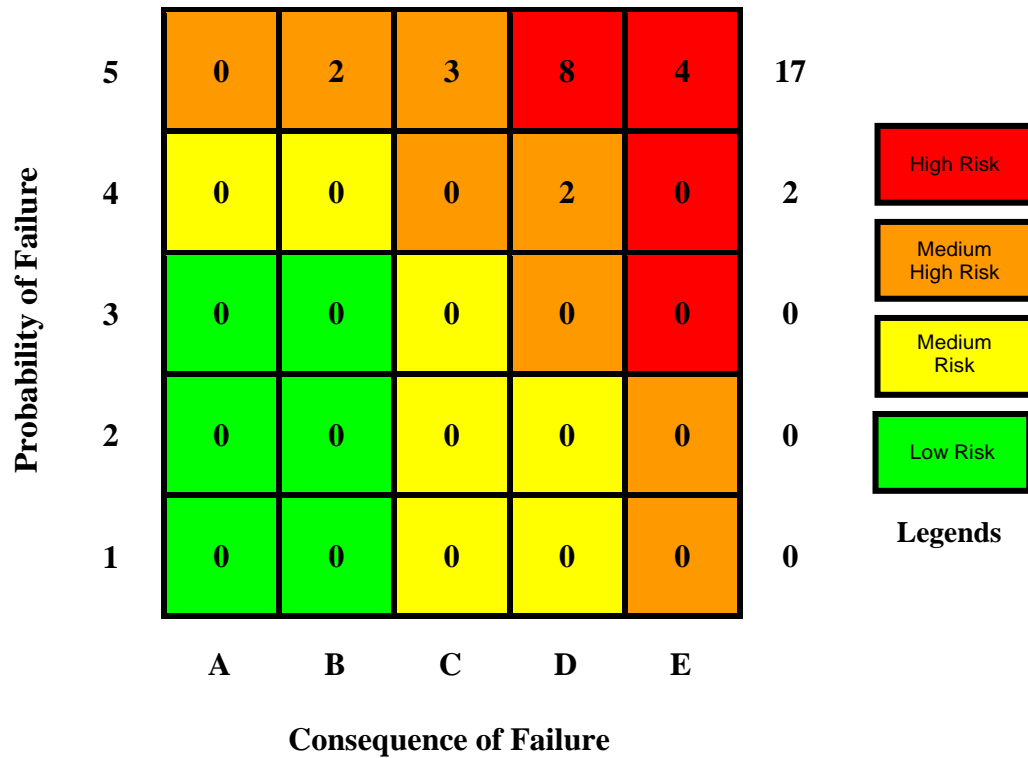 5 0 2 3 8 4 17
4 0 0 0 2 0 2
3 0 0 0 0 0 0
2 0 0 0 0 0 0
1 0 0 0 0 0 0
A B C D E
Consequence of Failure
Probability of Failure
High Risk
Medium
High Risk
Medium
Risk
Low Risk
Legends